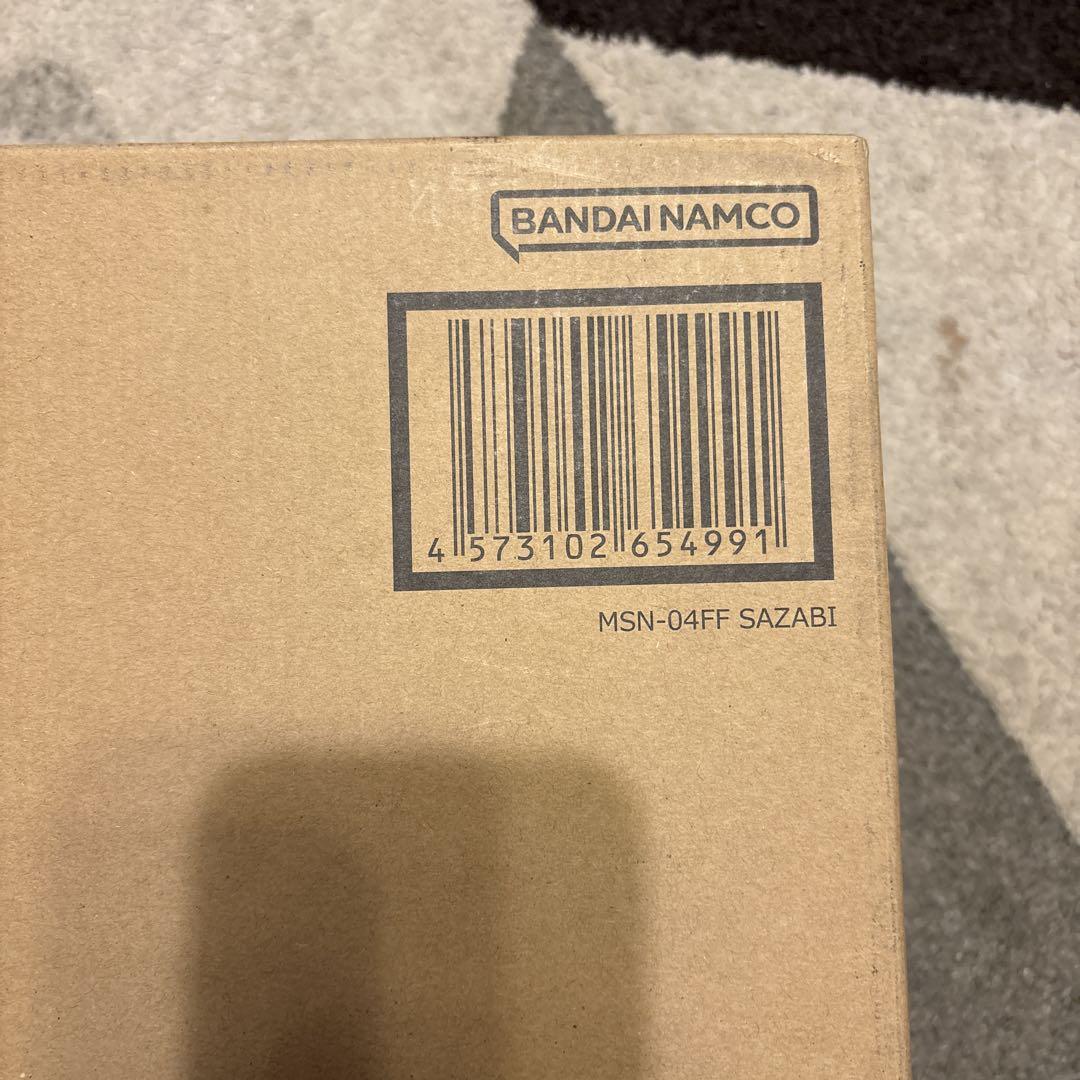 BANDAI NAMCO
4 573102 654991
MSN-04FF SAZABI